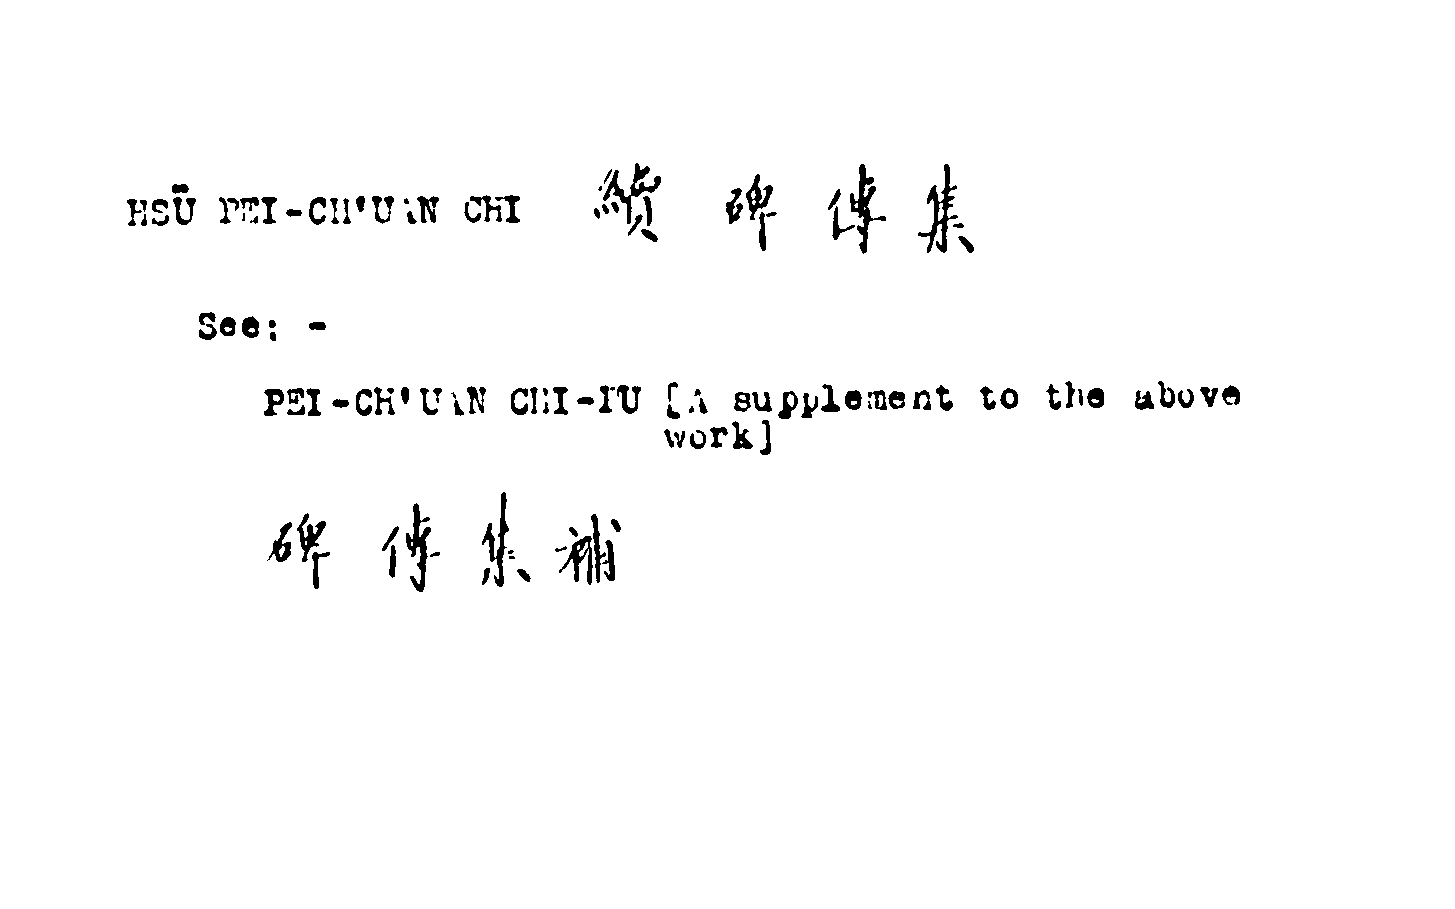 HSÜ PEI-CH'UAN CHI 續碑傳集
See: -
PEI-CH'UAN CHI-PU [A supplement to the above
work]
碑傳集補